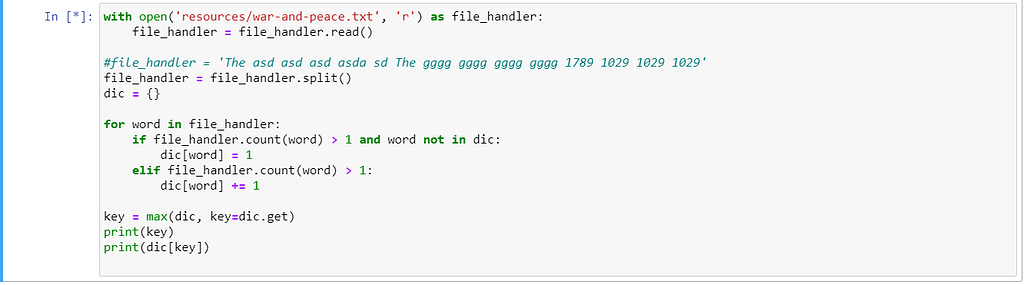 In [*]: with open('resources/war-and-peace.txt', 'r') as file_handler:
    file_handler = file_handler.read()

#file_handler = 'The asd asd asd asda sd The gggg gggg gggg gggg 1789 1029 1029 1029'
file_handler = file_handler.split()
dic = {}

for word in file_handler:
    if file_handler.count(word) > 1 and word not in dic:
        dic[word] = 1
    elif file_handler.count(word) > 1:
        dic[word] += 1

key = max(dic, key=dic.get)
print(key)
print(dic[key])